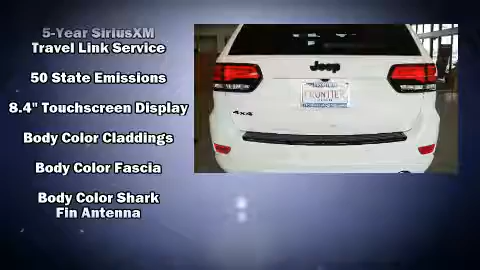 5-Year SiriusXM
Travel Link Service
50 State Emissions
8.4" Touchscreen Display
Body Color Claddings
Body Color Fascia
Body Color Shark
Fin Antenna
Jeep
FRONTIER
4x4